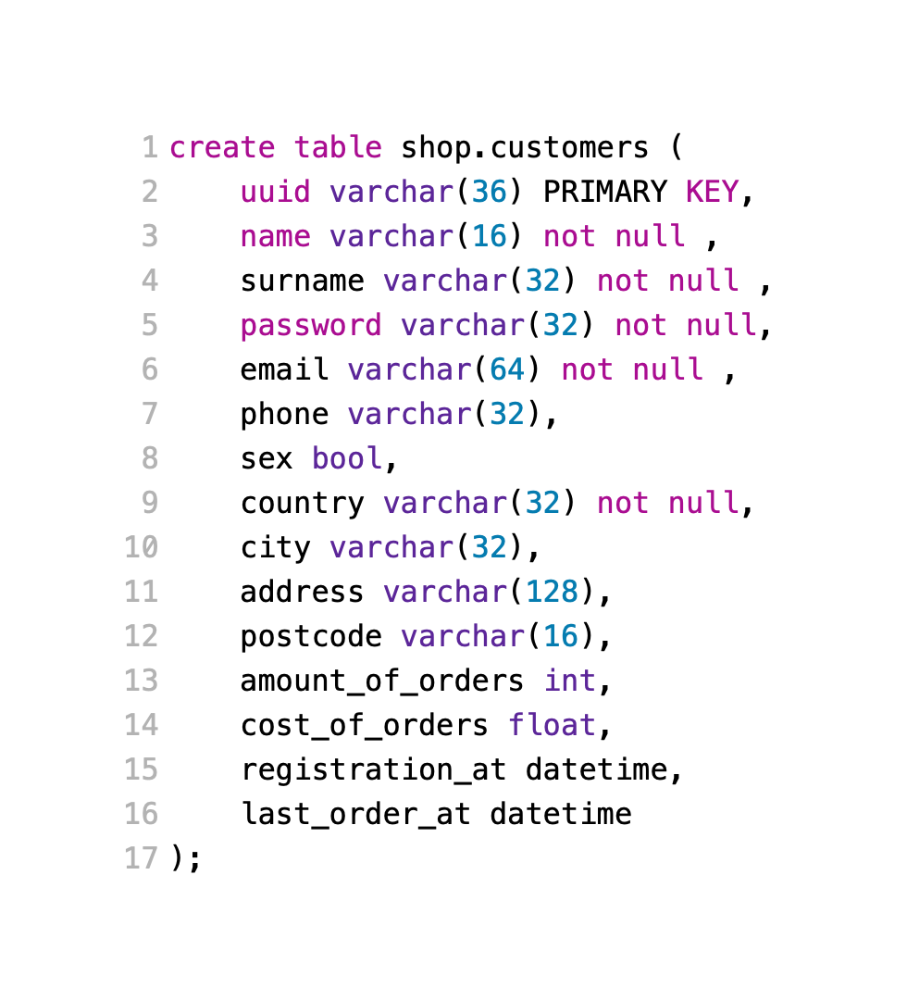 1 create table shop.customers (
2     uuid varchar(36) PRIMARY KEY,
3     name varchar(16) not null ,
4     surname varchar(32) not null ,
5     password varchar(32) not null,
6     email varchar(64) not null ,
7     phone varchar(32),
8     sex bool,
9     country varchar(32) not null,
10     city varchar(32),
11     address varchar(128),
12     postcode varchar(16),
13     amount_of_orders int,
14     cost_of_orders float,
15     registration_at datetime,
16     last_order_at datetime
17 );